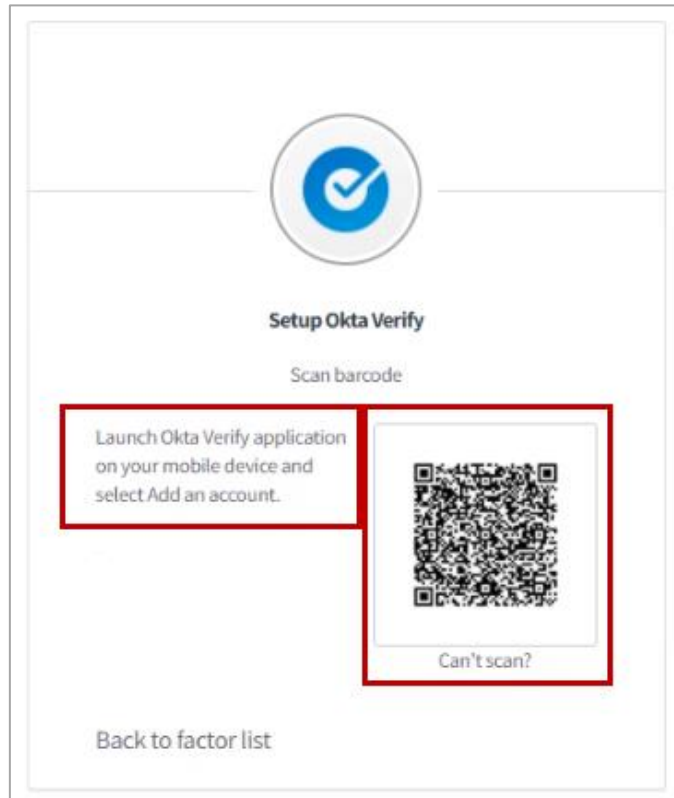 Setup Okta Verify
Scan barcode
Launch Okta Verify application
on your mobile device and
select Add an account.
Can't scan?
Back to factor list